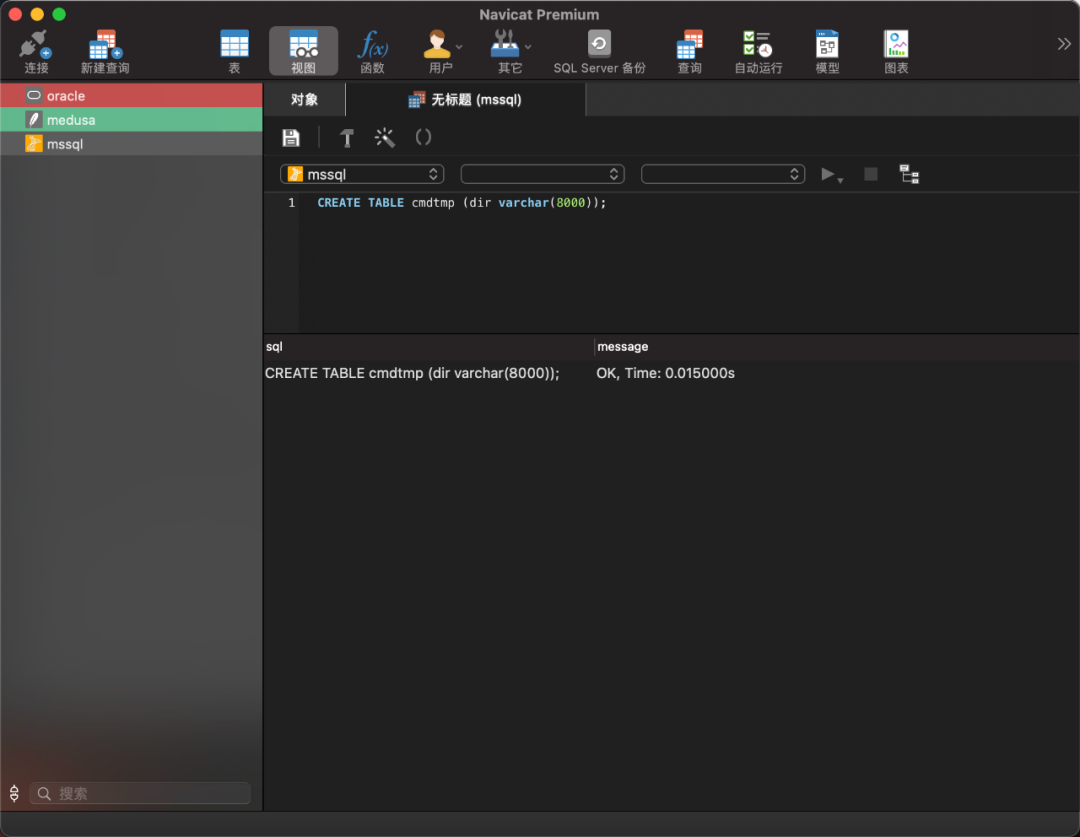 Navicat Premium
连接 新建查询 表 视图 函数 用户 其它 SQL Server 备份 查询 自动运行 模型 图表
oracle
medusa
mssql
对象 无标题 (mssql)
mssql
1 CREATE TABLE cmdtmp (dir varchar(8000));
sql message
CREATE TABLE cmdtmp (dir varchar(8000)); OK, Time: 0.015000s
搜索